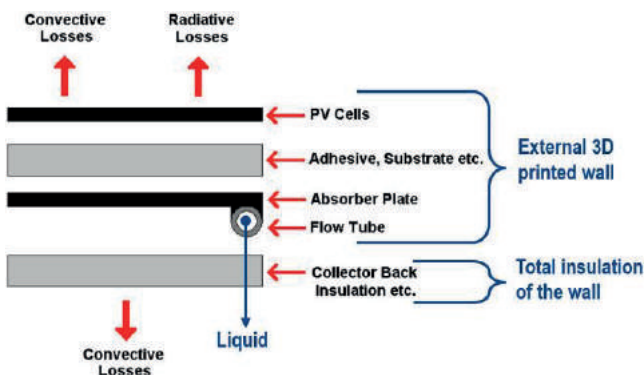 Convective
Losses
Radiative
Losses
PV Cells
Adhesive, Substrate etc.
Absorber Plate
Flow Tube
External 3D
printed wall
Collector Back
Insulation etc.
Total insulation
of the wall
Liquid
Convective
Losses